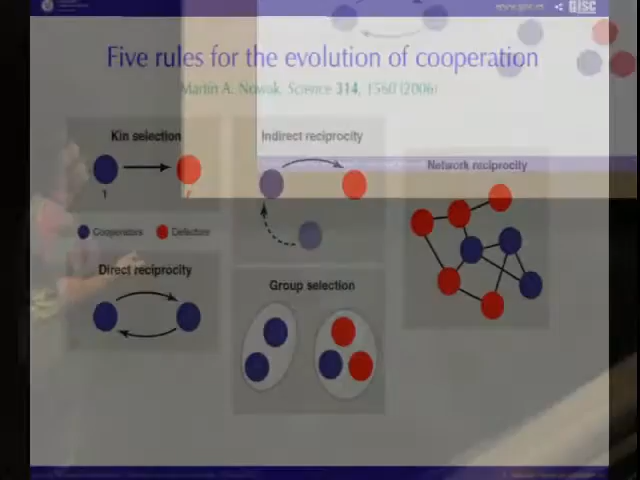 GISC
Five rules for the evolution of cooperation
Martin A. Nowak, Science 314, 1560 (2006)
Kin selection
Indirect reciprocity
Network reciprocity
Cooperators
Defectors
Direct reciprocity
Group selection